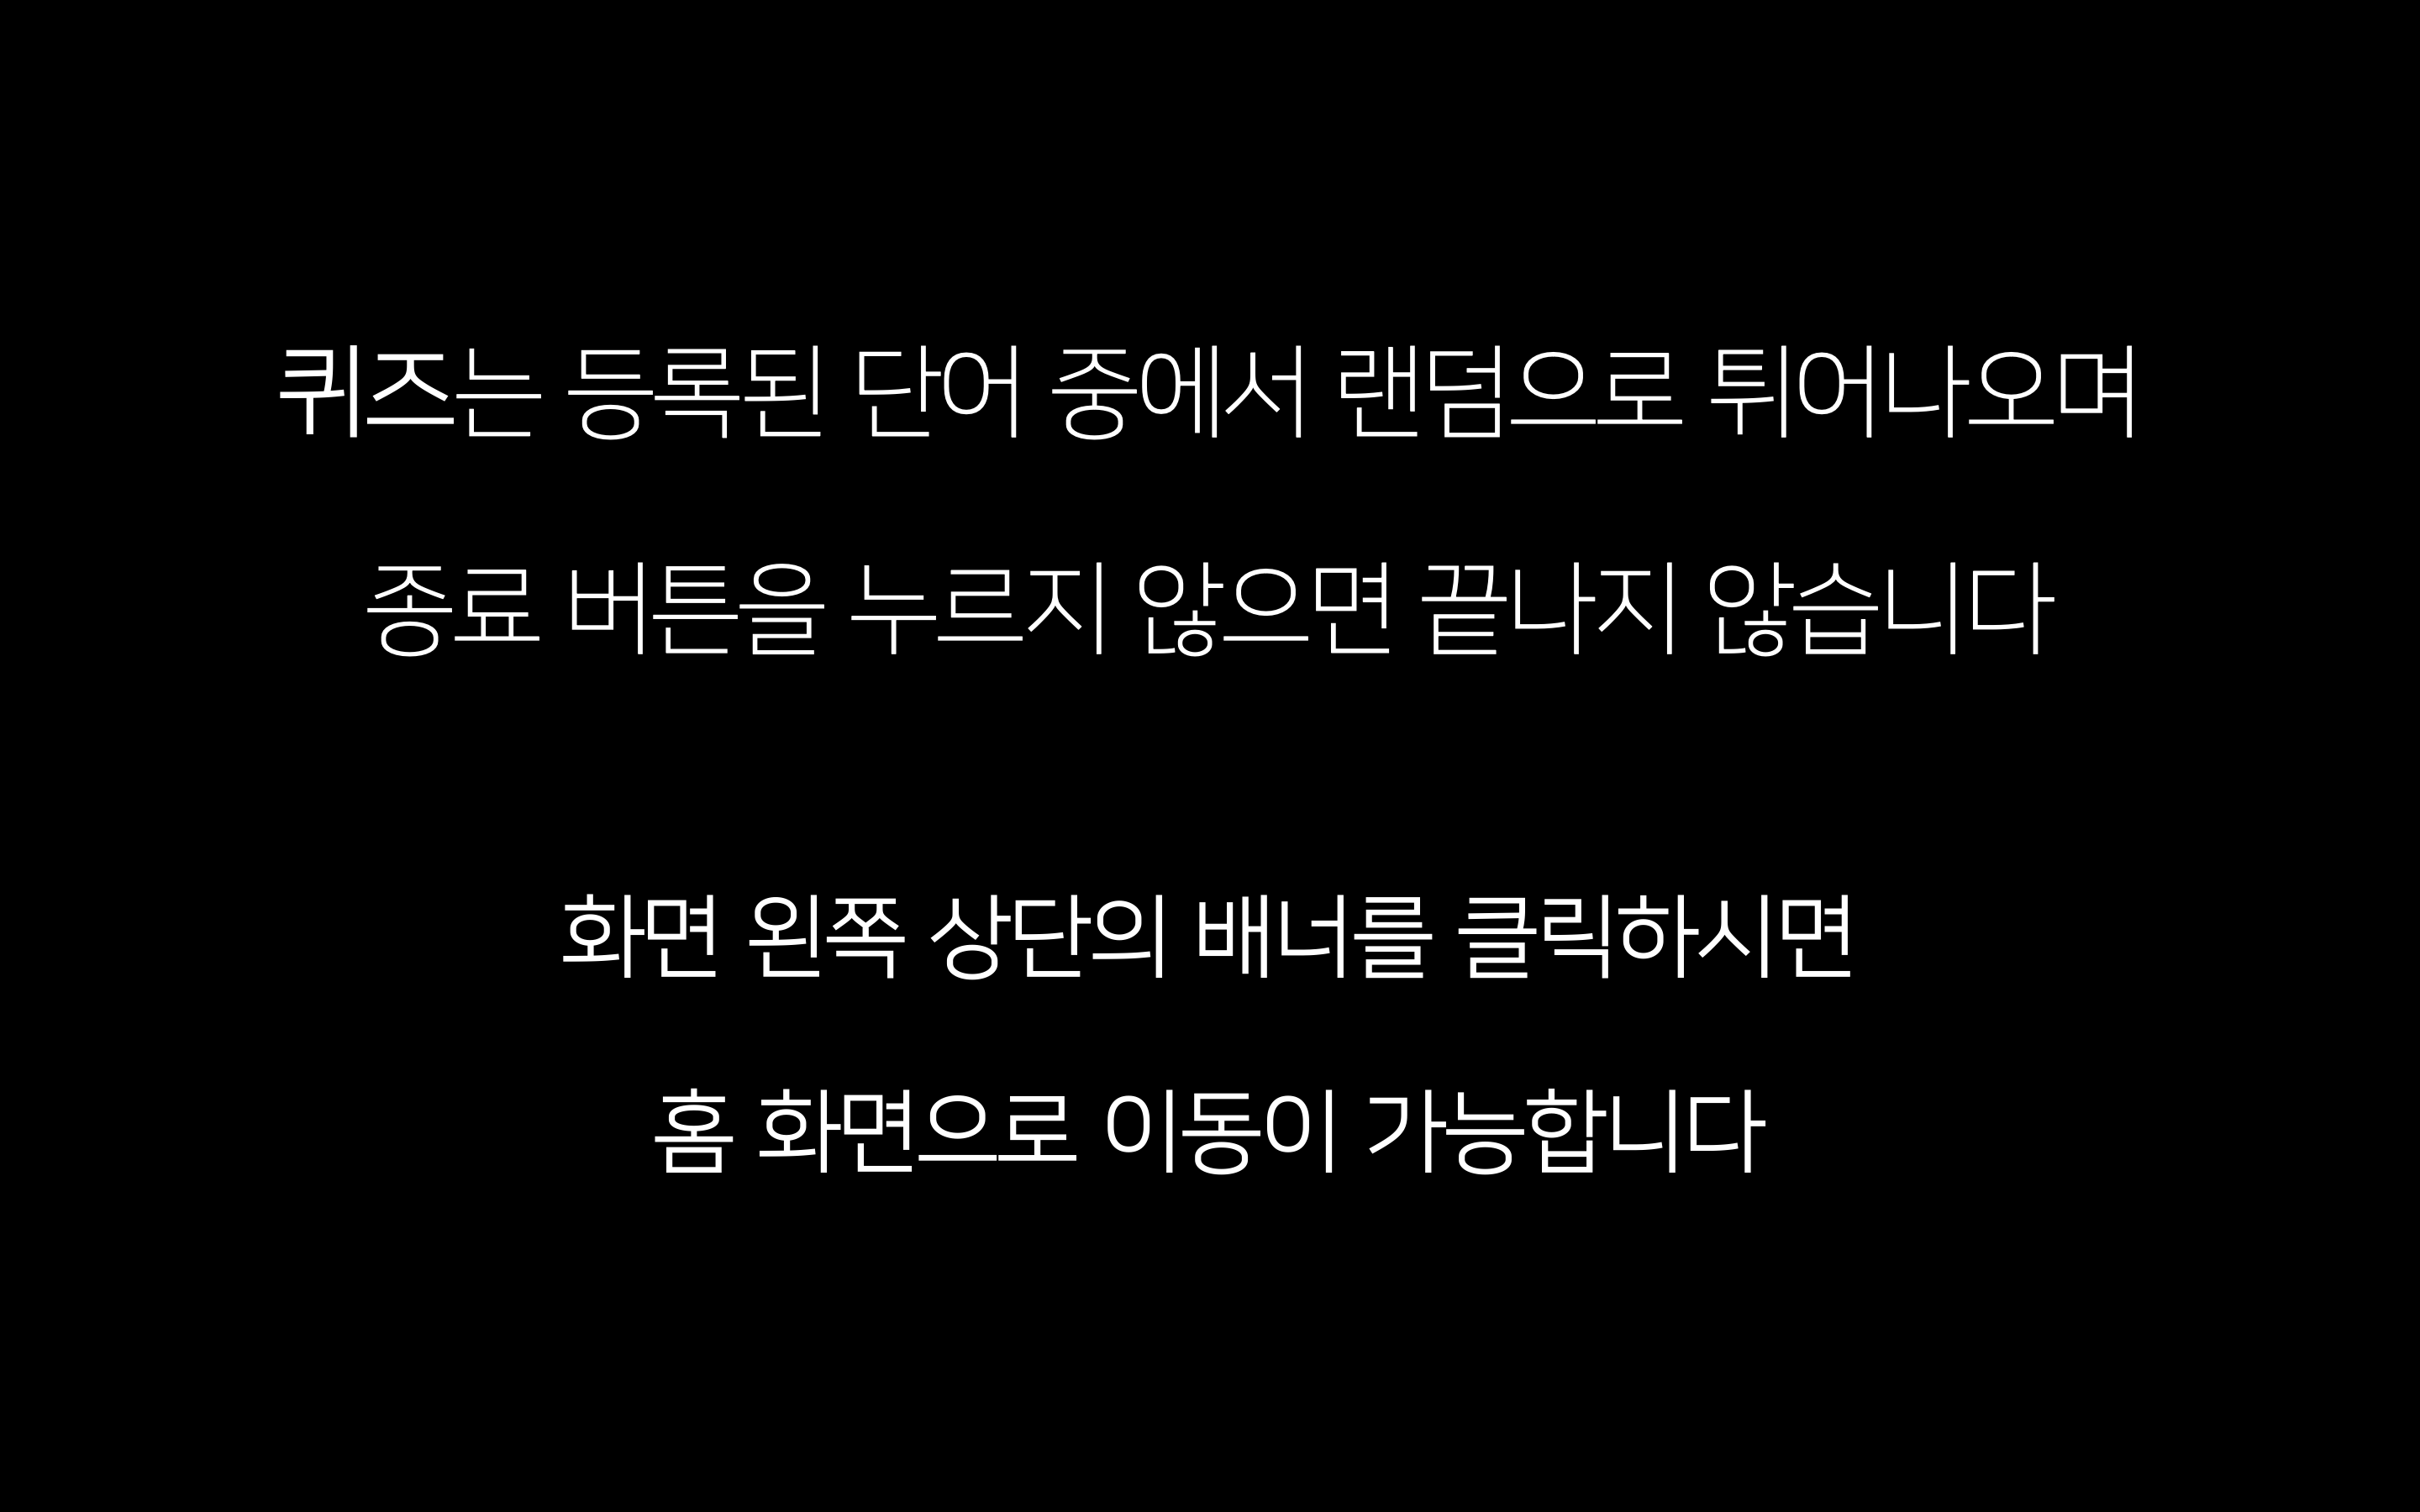 퀴즈는 등록된 단어 중에서 랜덤으로 튀어나오며
종료 버튼을 누르지 않으면 끝나지 않습니다
화면 왼쪽 상단의 배너를 클릭하시면
홈 화면으로 이동이 가능합니다